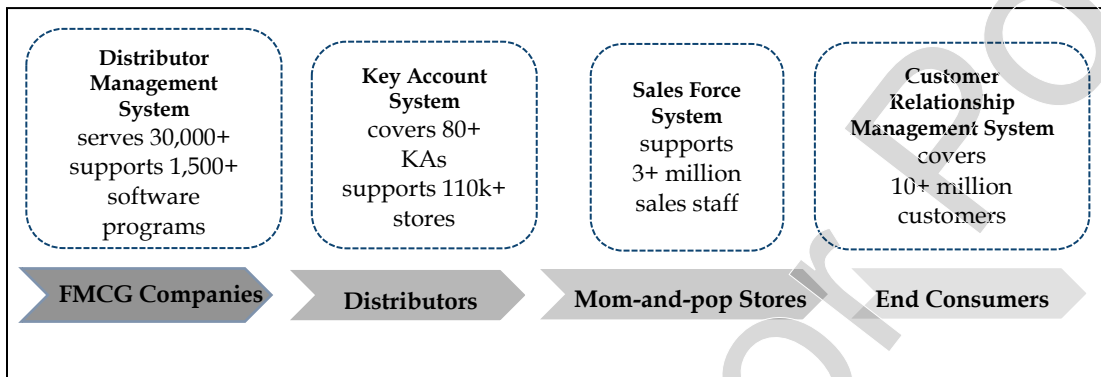 Distributor
Management
System
serves 30,000+
supports 1,500+
software
programs
Key Account
System
covers 80+
KAs
supports 110k+
stores
Sales Force
System
supports
3+ million
sales staff
Customer
Relationship
Management System
covers
10+ million
customers
FMCG Companies
Distributors
Mom-and-pop Stores
End Consumers
or Po